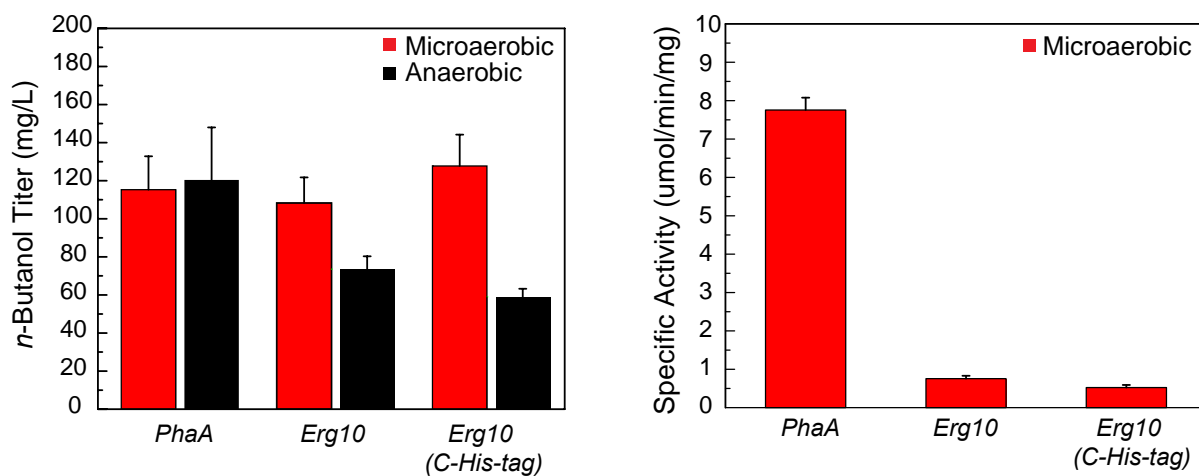 n-Butanol Titer (mg/L)
200
180
160
140
120
100
80
60
40
20
0
Microaerobic
Anaerobic
PhaA
Erg10
Erg10
(C-His-tag)
Specific Activity (umol/min/mg)
10
9
8
7
6
5
4
3
2
1
0
Microaerobic
PhaA
Erg10
Erg10
(C-His-tag)